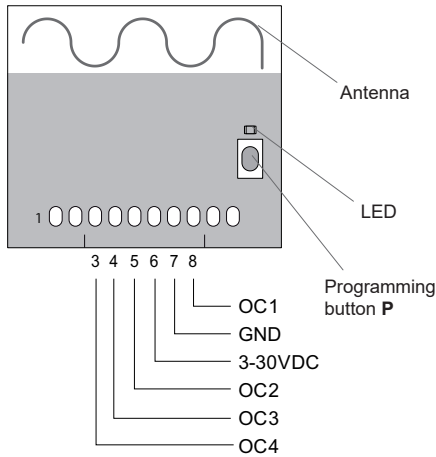 Antenna
LED
Programming
button P
1
3 4 5 6 7 8
OC1
GND
3-30VDC
OC2
OC3
OC4